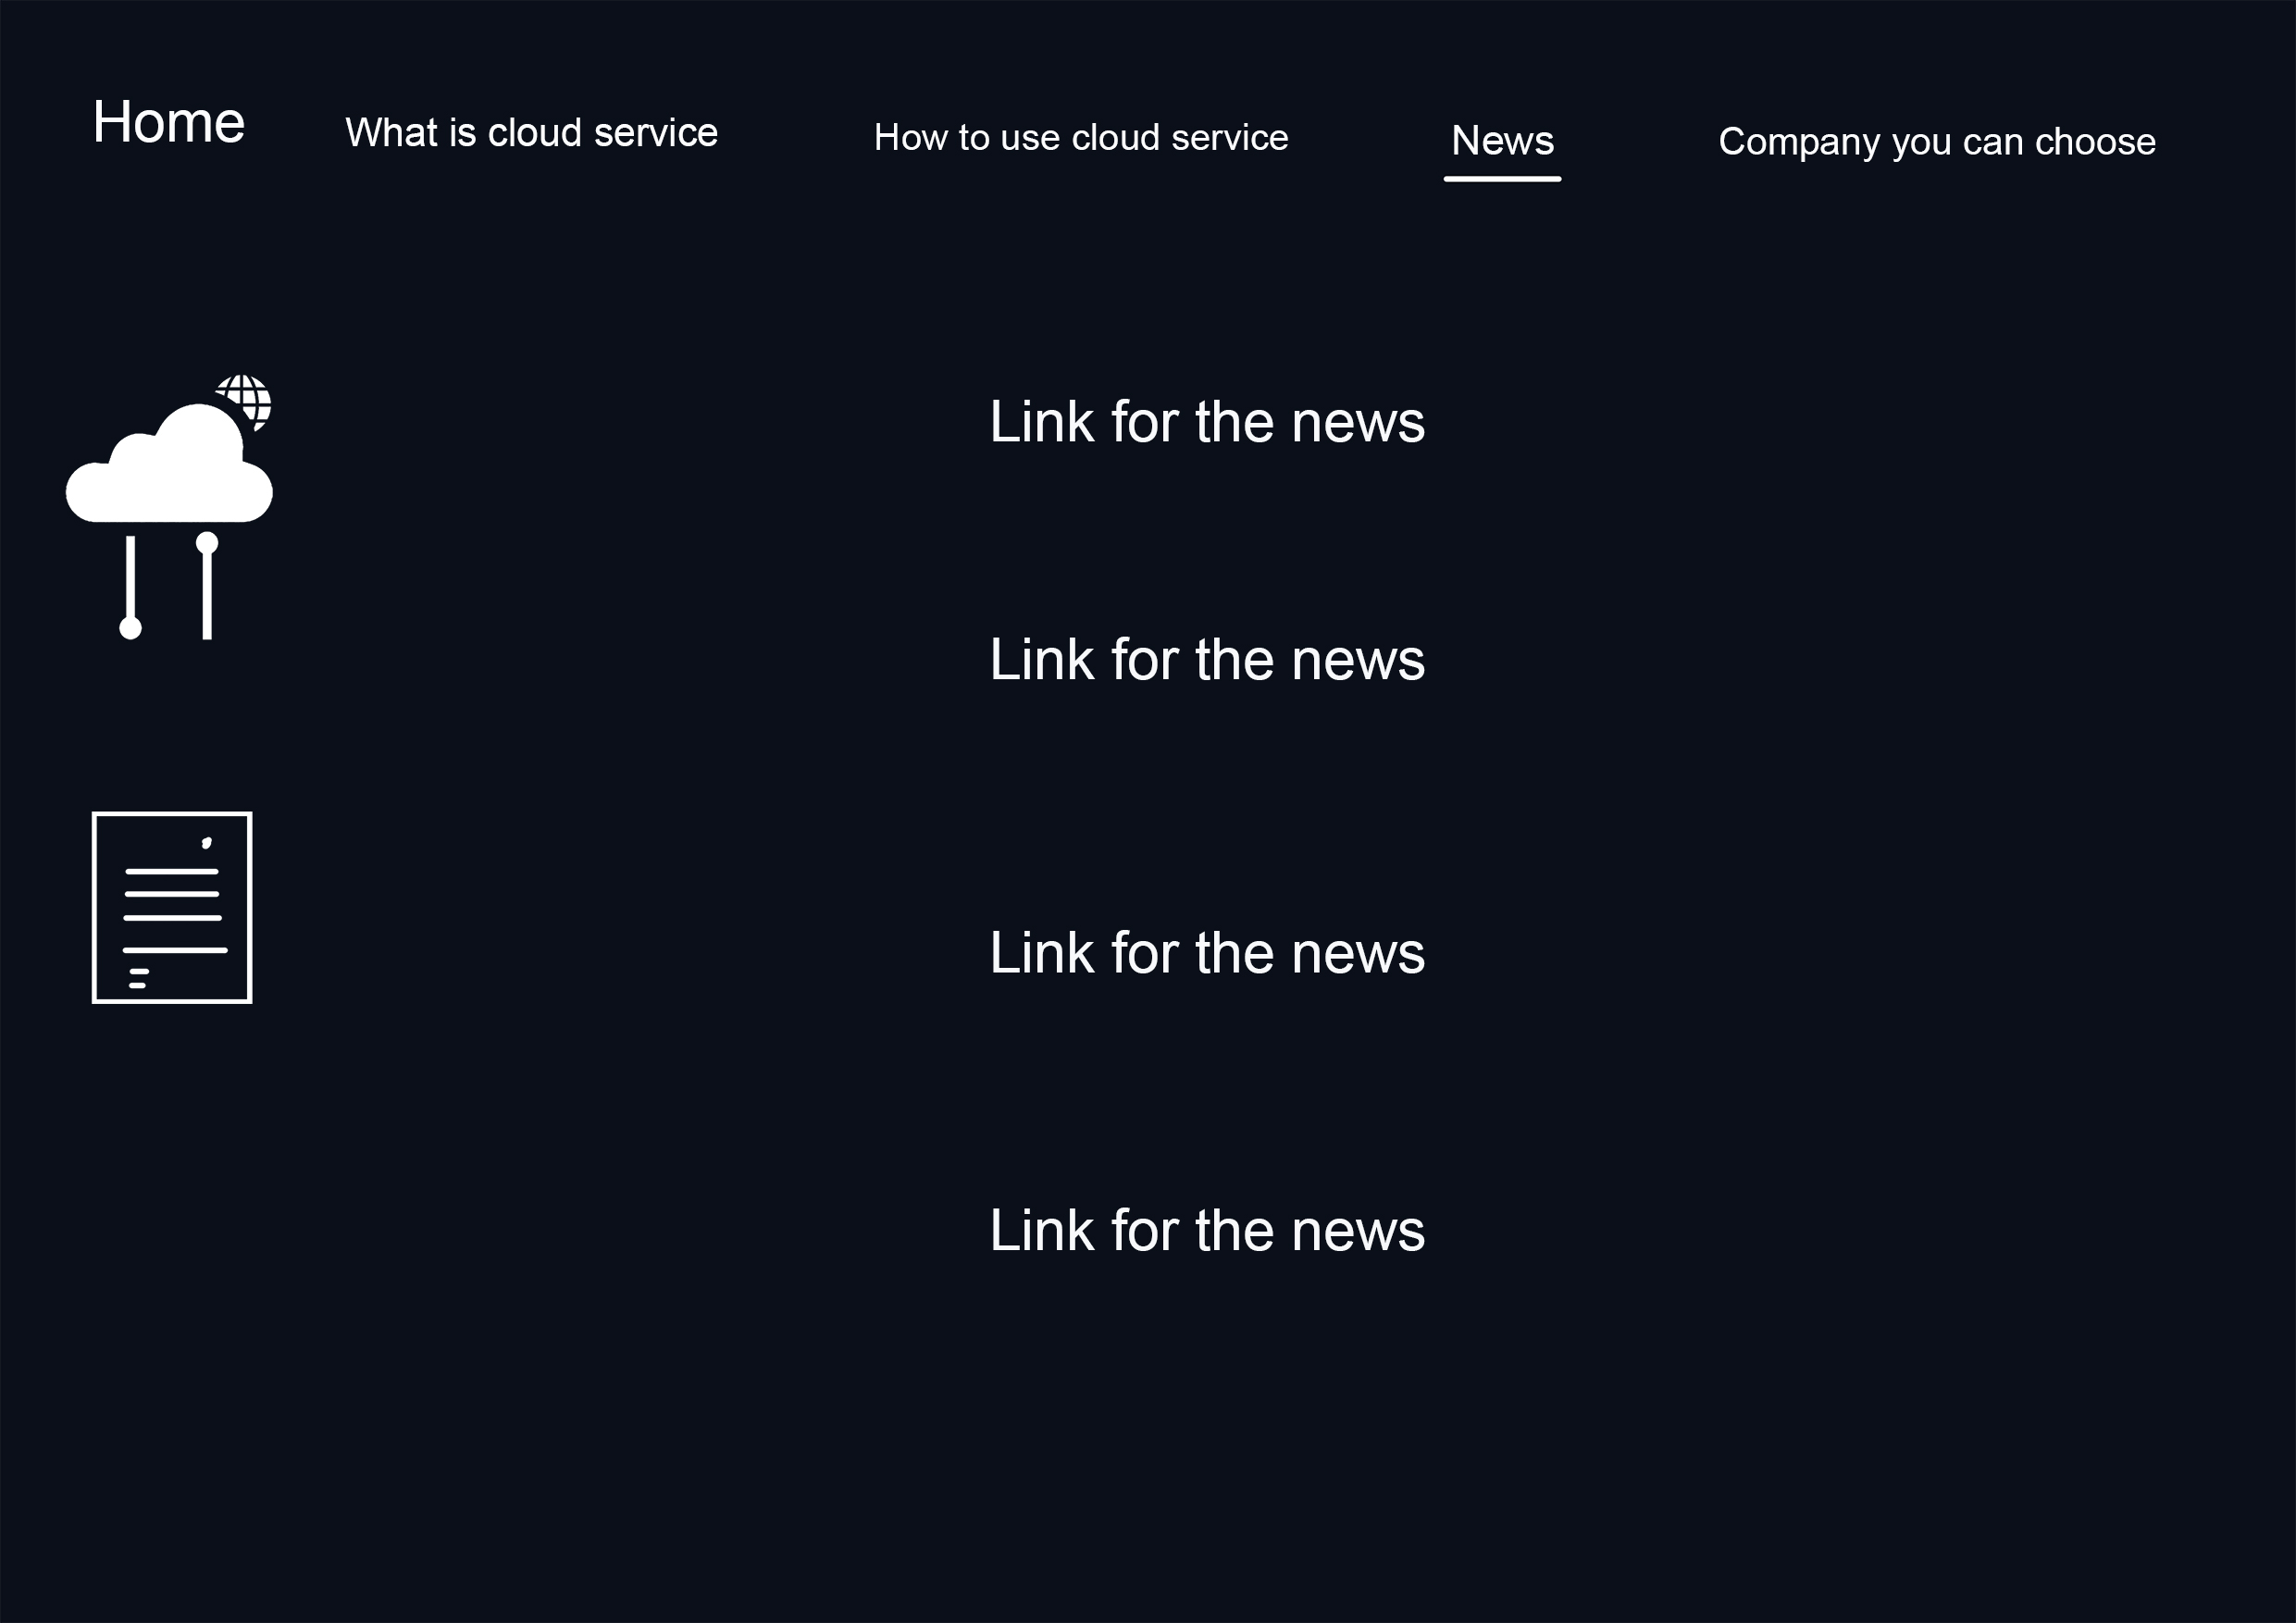 Home
What is cloud service
How to use cloud service
News
Company you can choose
Link for the news
Link for the news
Link for the news
Link for the news